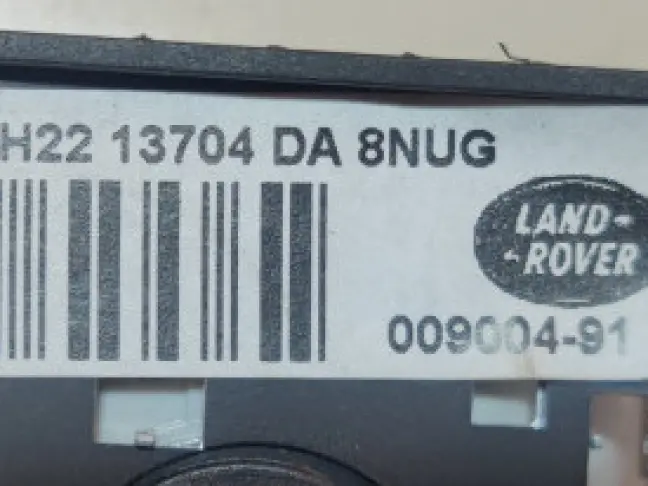 H22 13704 DA 8NUG
LAND-
-ROVER
009004-91